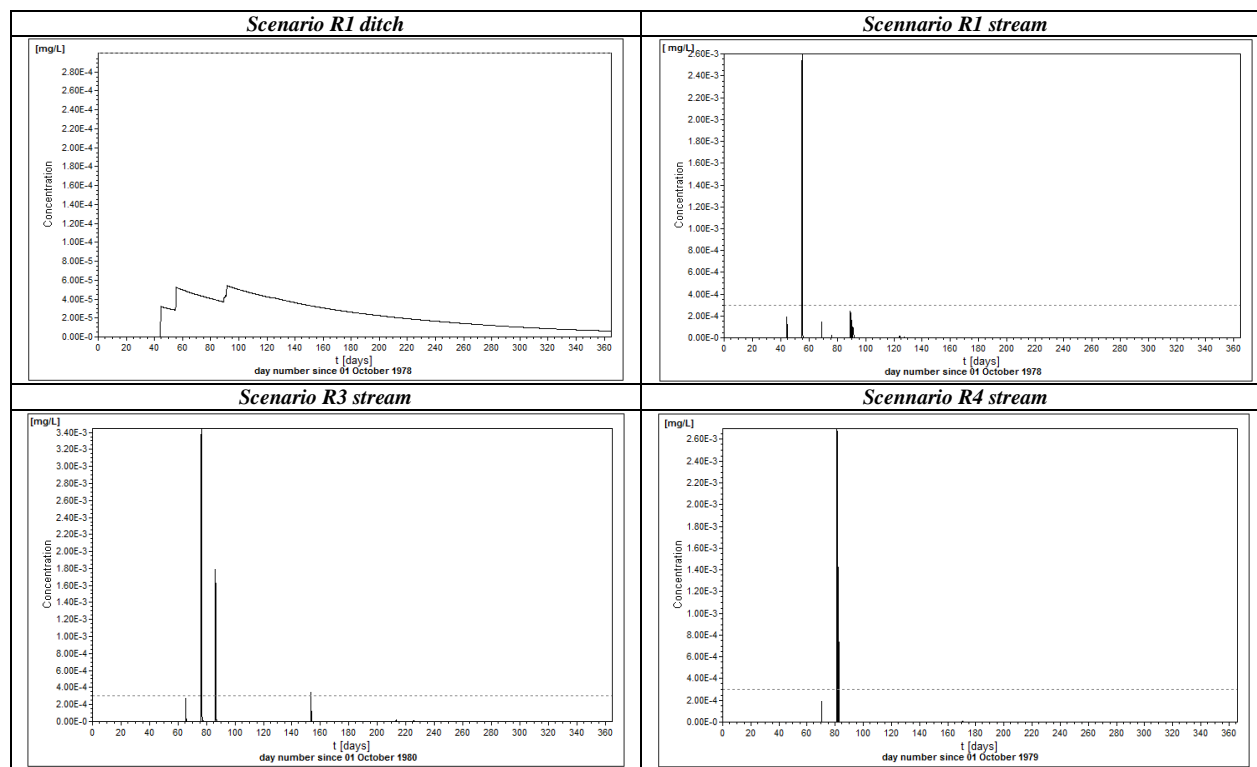 Scenario R1 ditch
Scennario R1 stream
[mg/L]
2.80E-4
2.60E-4
2.40E-4
2.20E-4
2.00E-4
1.80E-4
1.60E-4
1.40E-4
1.20E-4
1.00E-4
8.00E-5
6.00E-5
4.00E-5
2.00E-5
0.00E-0
Concentration
0 20 40 60 80 100 120 140 160 180 200 220 240 260 280 300 320 340 360
t [days]
day number since 01 October 1978
[ mg/L]
2.60E-3
2.40E-3
2.20E-3
2.00E-3
1.80E-3
1.60E-3
1.40E-3
1.20E-3
1.00E-3
8.00E-4
6.00E-4
4.00E-4
2.00E-4
0.00E-0
Concentration
0 20 40 60 80 100 120 140 160 180 200 220 240 260 280 300 320 340 360
t [days]
day number since 01 October 1978
Scenario R3 stream
Scennario R4 stream
[mg/L]
3.40E-3
3.20E-3
3.00E-3
2.80E-3
2.60E-3
2.40E-3
2.20E-3
2.00E-3
1.80E-3
1.60E-3
1.40E-3
1.20E-3
1.00E-3
8.00E-4
6.00E-4
4.00E-4
2.00E-4
0.00E-0
Concentration
0 20 40 60 80 100 120 140 160 180 200 220 240 260 280 300 320 340 360
t [days]
day number since 01 October 1980
[mg/L]
2.60E-3
2.40E-3
2.20E-3
2.00E-3
1.80E-3
1.60E-3
1.40E-3
1.20E-3
1.00E-3
8.00E-4
6.00E-4
4.00E-4
2.00E-4
0.00E-0
Concentration
0 20 40 60 80 100 120 140 160 180 200 220 240 260 280 300 320 340 360
t [days]
day number since 01 October 1979